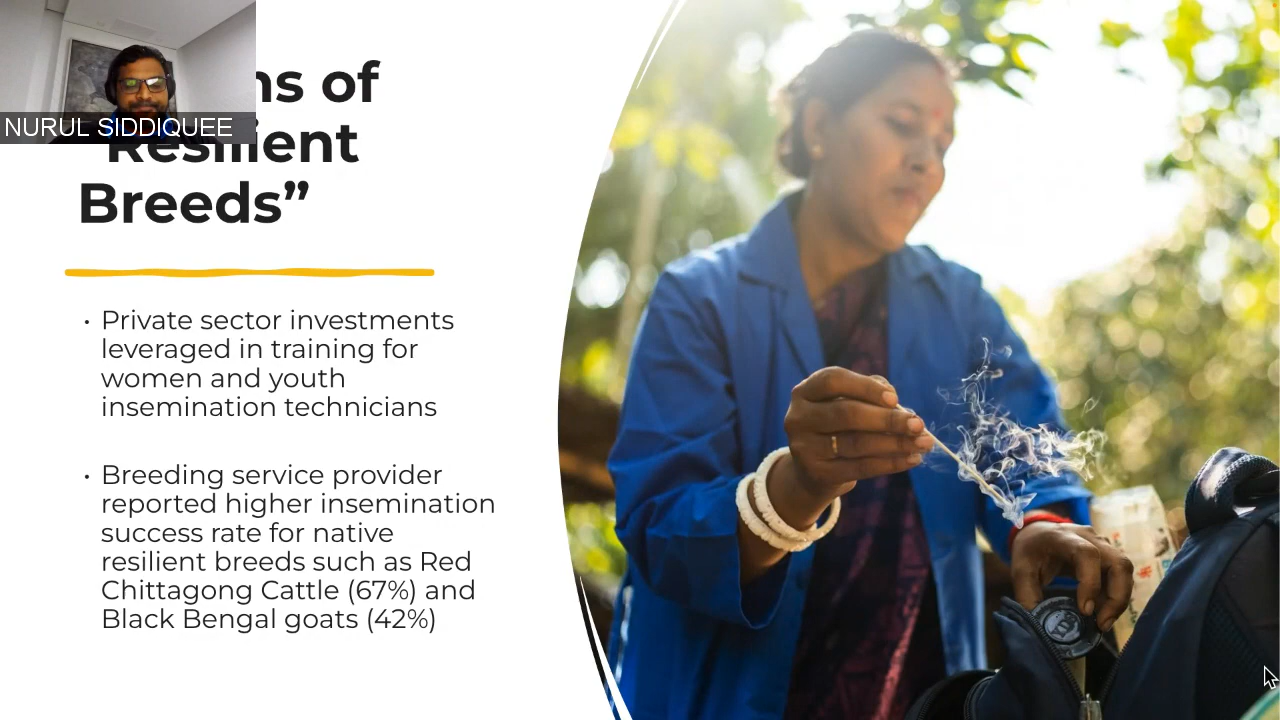 NURUL SIDDIQUEE
ns of
Resilient
Breeds”
• Private sector investments
leveraged in training for
women and youth
insemination technicians
• Breeding service provider
reported higher insemination
success rate for native
resilient breeds such as Red
Chittagong Cattle (67%) and
Black Bengal goats (42%)